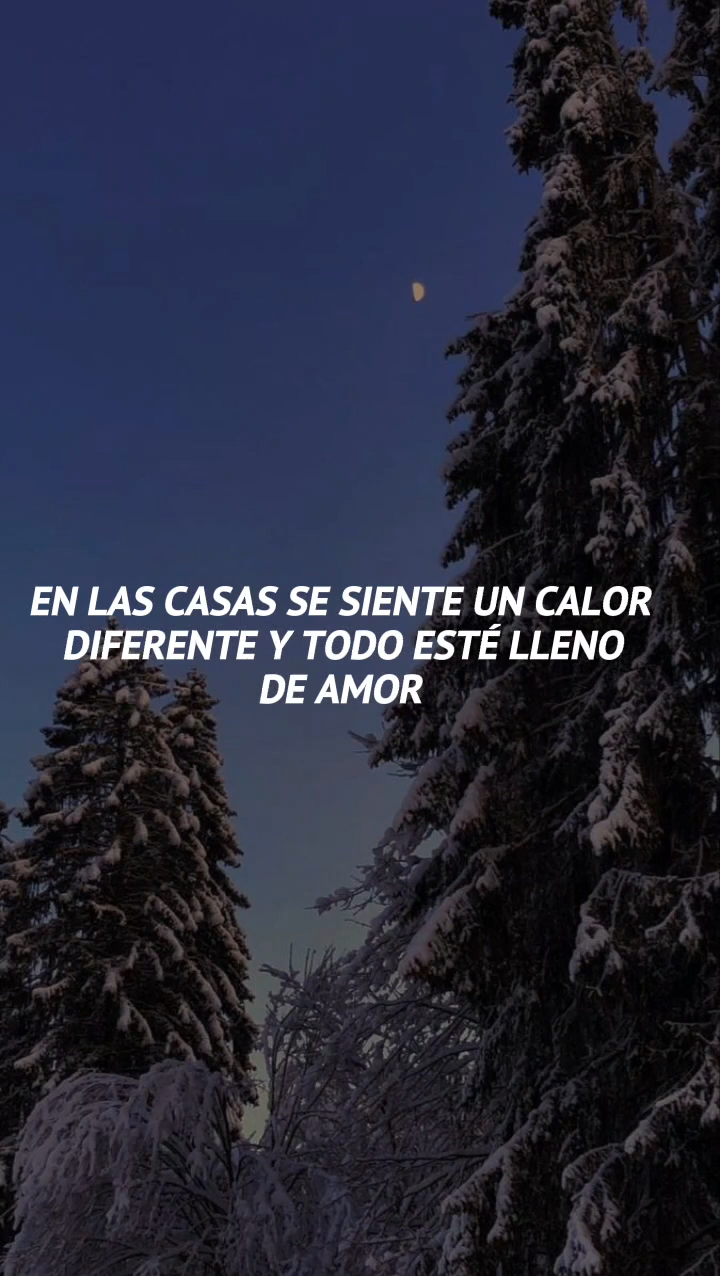 EN LAS CASAS SE SIENTE UN CALOR
DIFERENTE Y TODO ESTÉ LLENO
DE AMOR